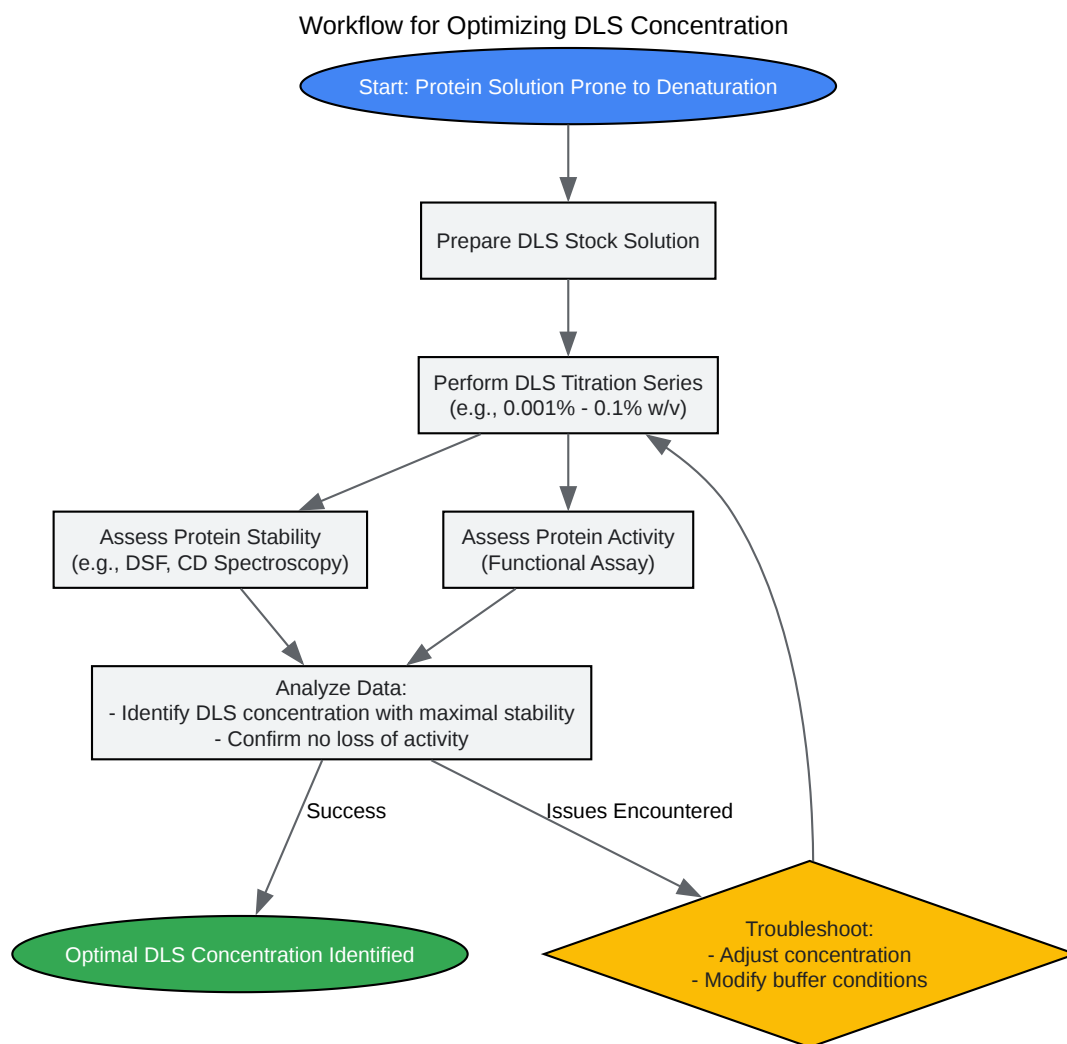 Workflow for Optimizing DLS Concentration
Start: Protein Solution Prone to Denaturation
Prepare DLS Stock Solution
Perform DLS Titration Series
(e.g., 0.001% - 0.1% w/v)
Assess Protein Stability
(e.g., DSF, CD Spectroscopy)
Assess Protein Activity
(Functional Assay)
Analyze Data:
- Identify DLS concentration with maximal stability
- Confirm no loss of activity
Success
Issues Encountered
Optimal DLS Concentration Identified
Troubleshoot:
- Adjust concentration
- Modify buffer conditions